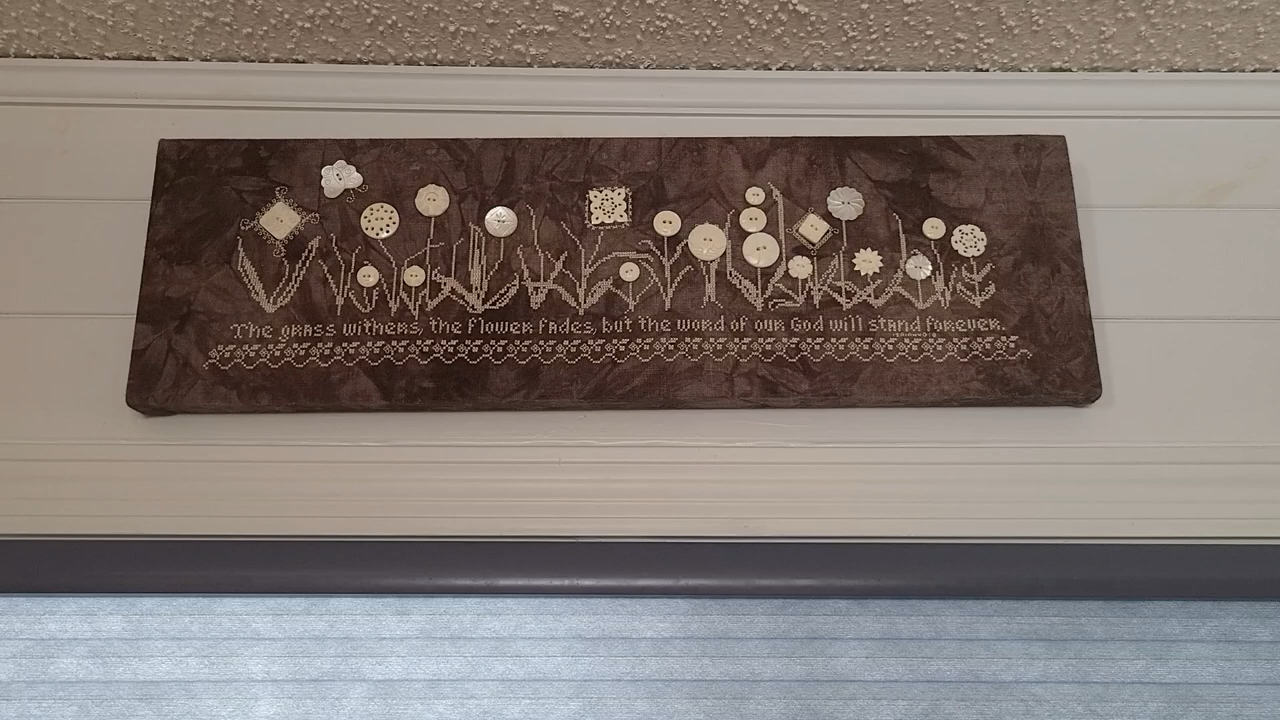 The grass withers, the flower fades, but the word of our God will stand forever.